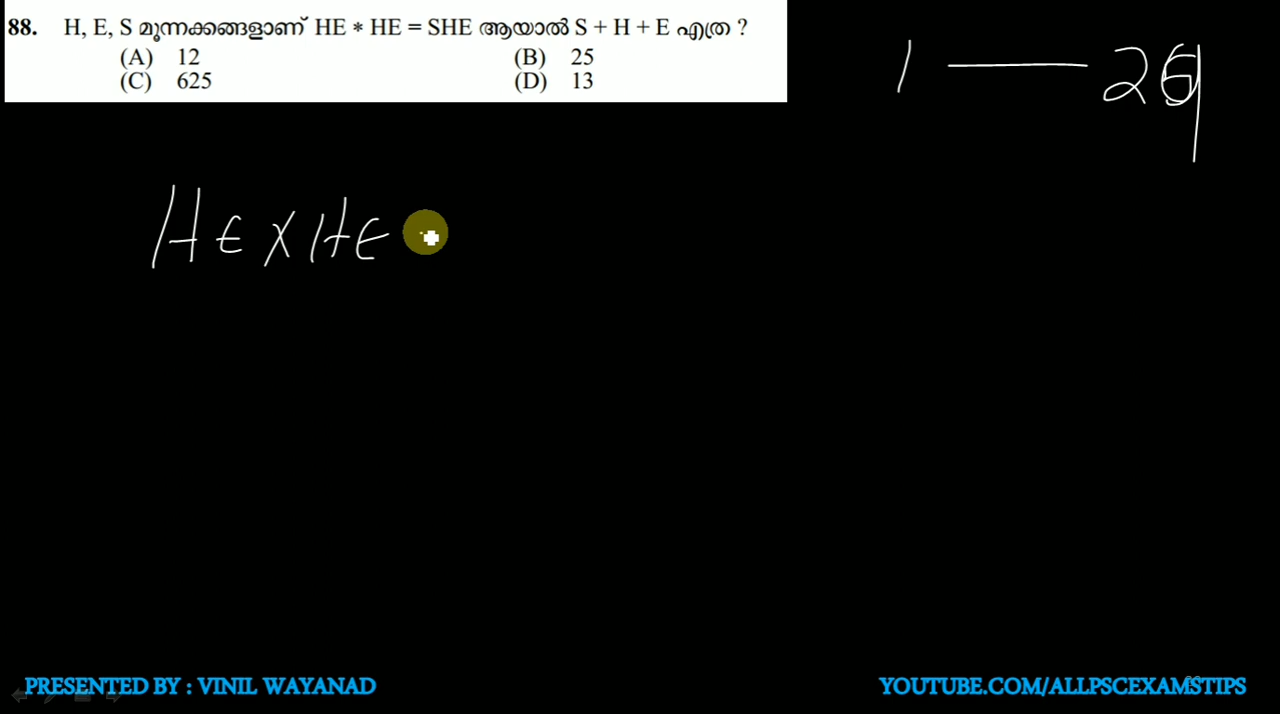 88. H, E, S മൂന്നക്കങ്ങളാണ് HE * HE = SHE ആയാൽ S + H + E എത്ര ?
(A) 12 (B) 25
(C) 625 (D) 13
1 — 26
HE X HE
PRESENTED BY : VINIL WAYANAD YOUTUBE.COM/ALLPSCEXAMSTIPS